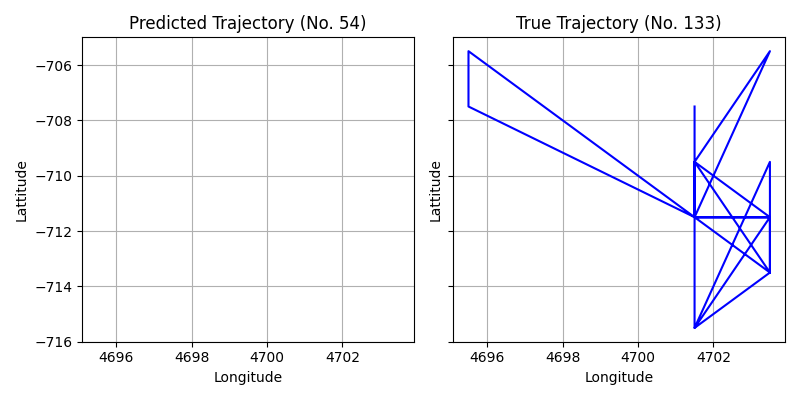 Predicted Trajectory (No. 54)
True Trajectory (No. 133)
−706
−708
−710
−712
−714
−716
Lattitude
Lattitude
4696 4698 4700 4702
4696 4698 4700 4702
Longitude
Longitude